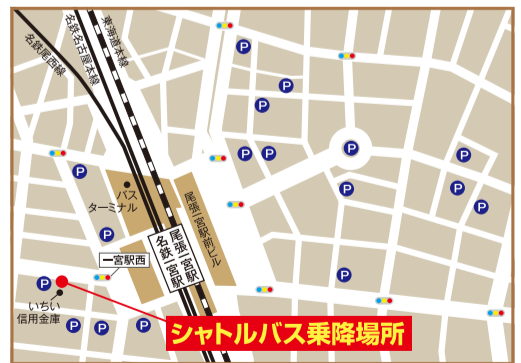 東海道本線
名鉄名古屋本線
名鉄尾西線
P
P
P
P
P
P
P
P
P
P
P
バス
ターミナル
尾張一宮駅前ビル
P
P
尾張一宮駅
名鉄一宮駅
一宮駅西
P
P
いちい
信用金庫
P
P
P
シャトルバス乗降場所